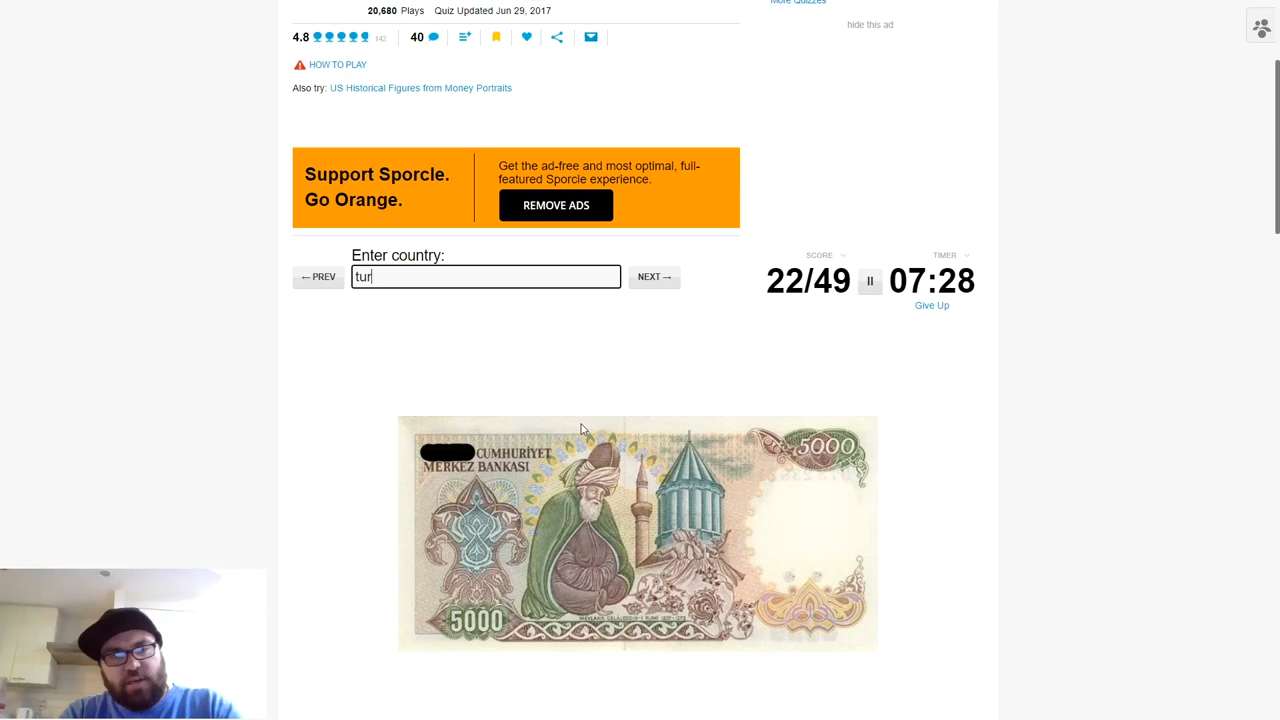 More Quizzes
20,680 Plays Quiz Updated Jun 29, 2017
hide this ad
4.8 142 40
HOW TO PLAY
Also try: US Historical Figures from Money Portraits
Support Sporcle.
Go Orange.
Get the ad-free and most optimal, full-
featured Sporcle experience.
REMOVE ADS
Enter country:
← PREV
tur
NEXT →
SCORE
22/49
TIMER
07:28
Give Up
CUMHURİYET
MERKEZ BANKASI
5000
5000